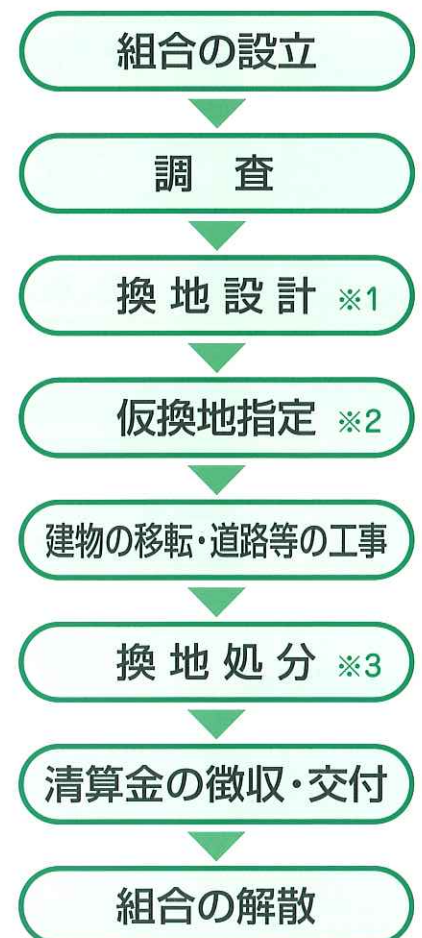 組合の設立
調　査
換地設計 ※1
仮換地指定 ※2
建物の移転・道路等の工事
換地処分 ※3
清算金の徴収・交付
組合の解散